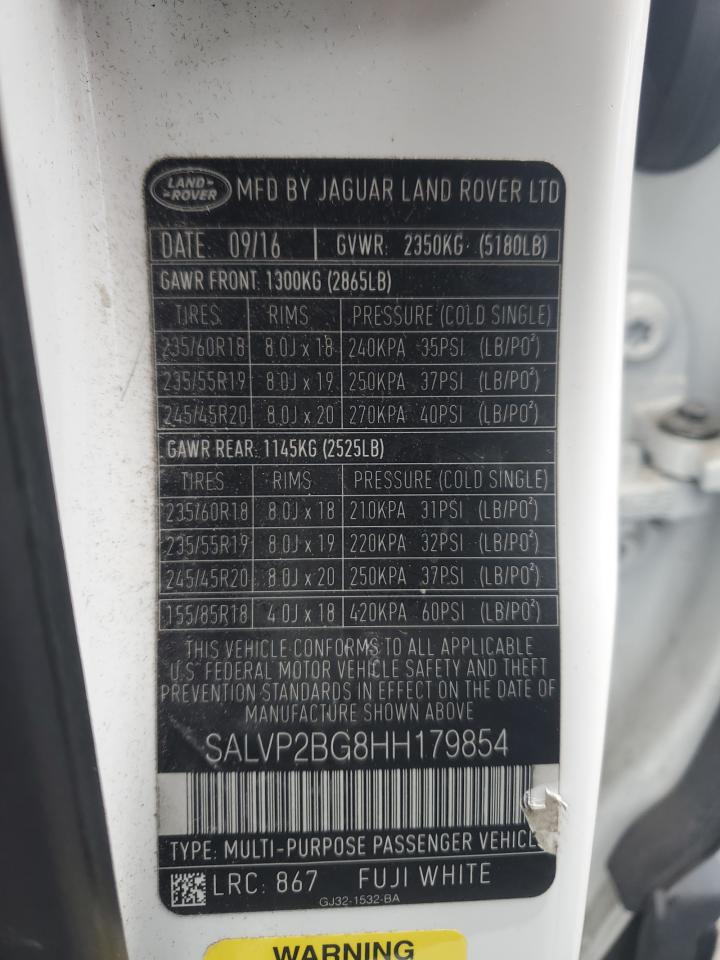 LAND-
-ROVER
MFD BY JAGUAR LAND ROVER LTD
DATE: 09/16 GVWR: 2350KG (5180LB)
GAWR FRONT: 1300KG (2865LB)
TIRES RIMS PRESSURE (COLD SINGLE)
235/60R18 8.0J x 18 240KPA 35PSI (LB/PO²)
235/55R19 8.0J x 19 250KPA 37PSI (LB/PO²)
245/45R20 8.0J x 20 270KPA 40PSI (LB/PO²)
GAWR REAR: 1145KG (2525LB)
TIRES RIMS PRESSURE (COLD SINGLE)
235/60R18 8.0J x 18 210KPA 31PSI (LB/PO²)
235/55R19 8.0J x 19 220KPA 32PSI (LB/PO²)
245/45R20 8.0J x 20 250KPA 37PSI (LB/PO²)
155/85R18 4.0J x 18 420KPA 60PSI (LB/PO²)
THIS VEHICLE CONFORMS TO ALL APPLICABLE
U.S FEDERAL MOTOR VEHICLE SAFETY AND THEFT
PREVENTION STANDARDS IN EFFECT ON THE DATE OF
MANUFACTURE SHOWN ABOVE
SALVP2BG8HH179854
TYPE: MULTI-PURPOSE PASSENGER VEHICLE
LRC: 867 FUJI WHITE
GJ32-1532-BA
WARNING